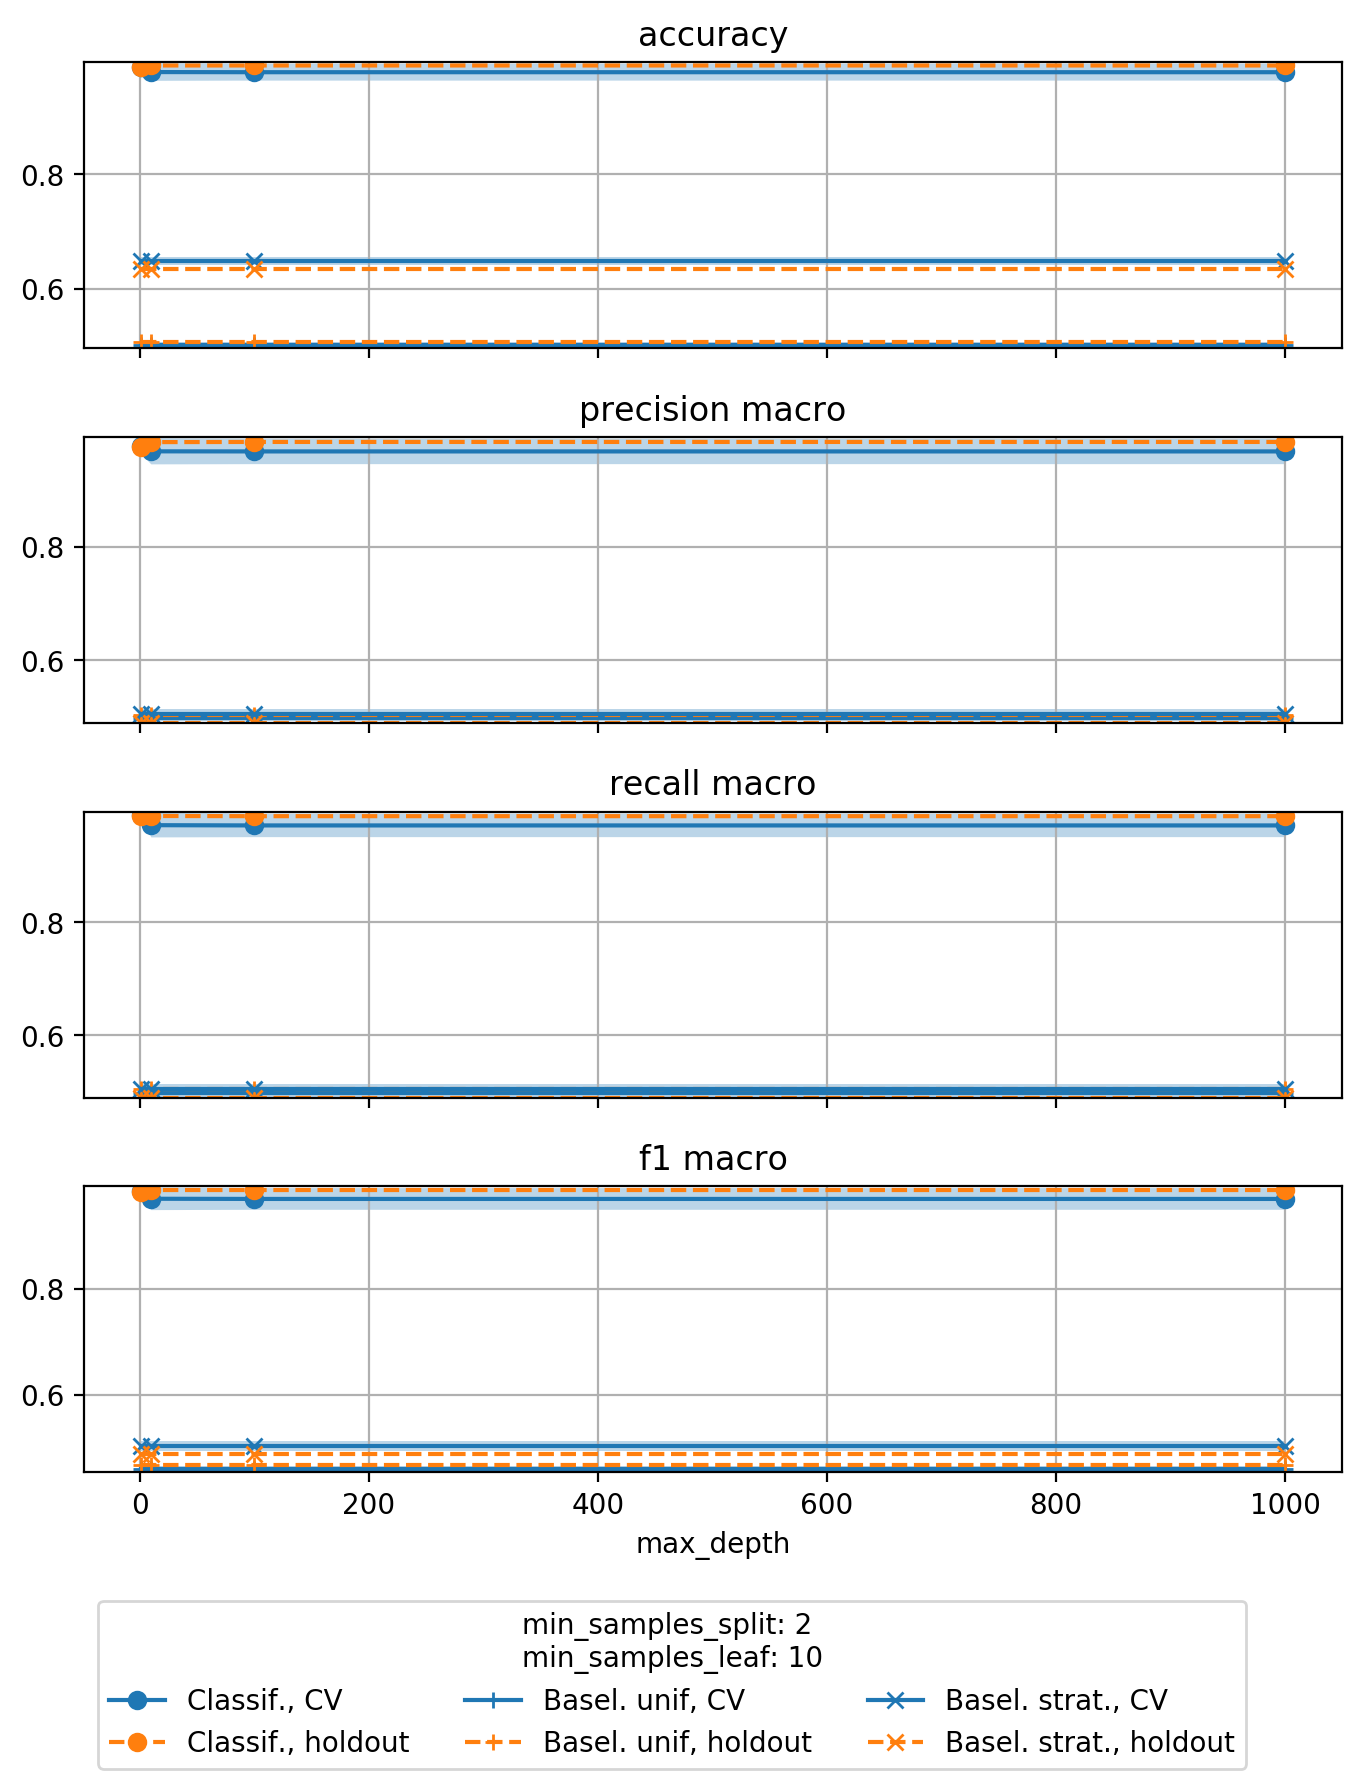 accuracy
0.8
0.6
precision macro
0.8
0.6
recall macro
0.8
0.6
f1 macro
0.8
0.6
0 200 400 600 800 1000
max_depth
min_samples_split: 2
min_samples_leaf: 10
Classif., CV Basel. unif, CV Basel. strat., CV
Classif., holdout Basel. unif, holdout Basel. strat., holdout